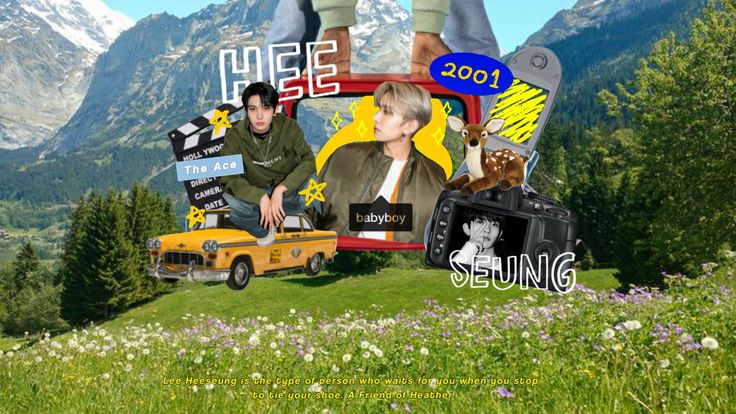 HEE
2001
HOLLYWOOD
The Ace
DIRECT
CAMERA
DATE
babyboy
SEUNG
Lee Heeseung is the type of person who waits for you when you stop
to tie your shoe. A Friend of Heather